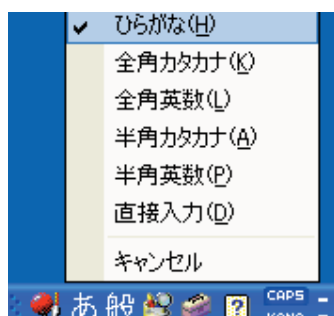 ひらがな(H)
全角カタカナ(K)
全角英数(L)
半角カタカナ(A)
半角英数(P)
直接入力(D)
キャンセル
あ 般 ? CAPS
KANA